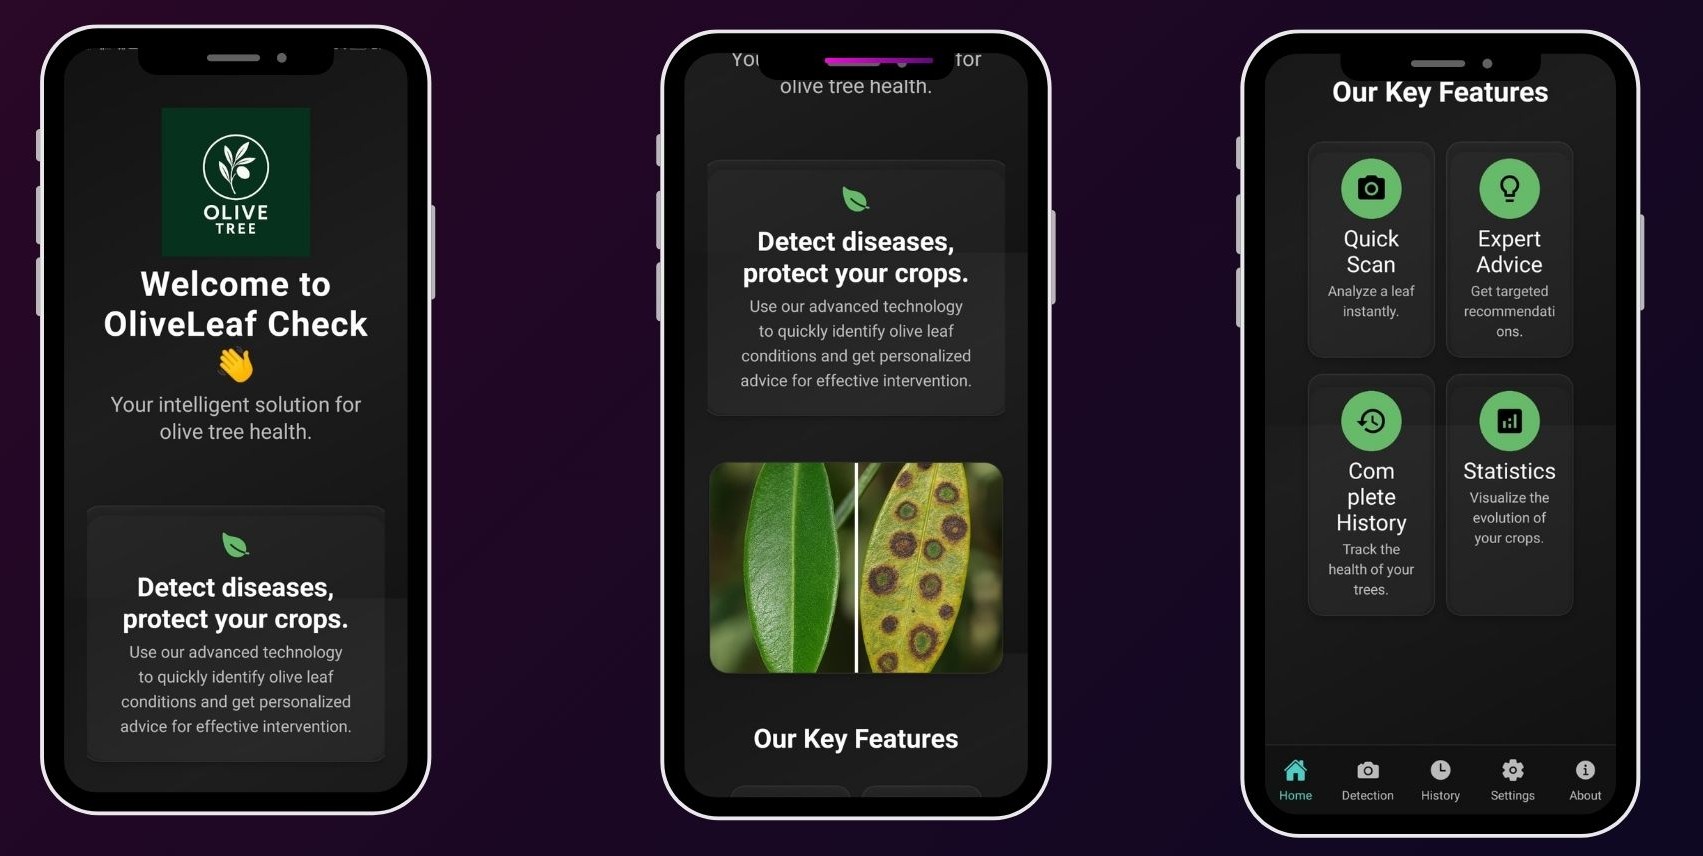 OLIVE
TREE
Welcome to
OliveLeaf Check
👋
Your intelligent solution for
olive tree health.
Detect diseases,
protect your crops.
Use our advanced technology
to quickly identify olive leaf
conditions and get personalized
advice for effective intervention.
for
olive tree health.
Detect diseases,
protect your crops.
Use our advanced technology
to quickly identify olive leaf
conditions and get personalized
advice for effective intervention.
Our Key Features
Our Key Features
Quick
Scan
Analyze a leaf
instantly.
Expert
Advice
Get targeted
recommendati
ons.
Com
plete
History
Track the
health of your
trees.
Statistics
Visualize the
evolution of
your crops.
Home
Detection
History
Settings
About